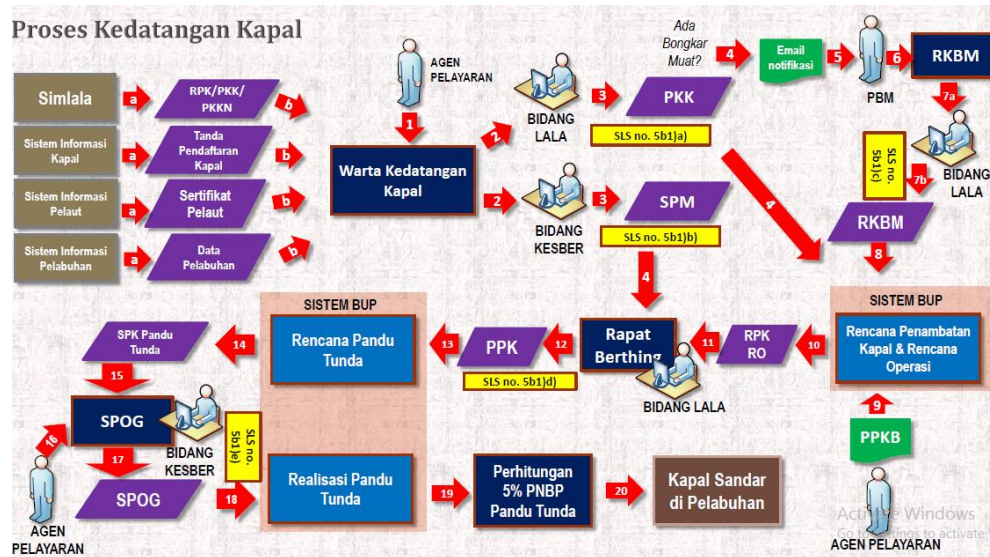 Proses Kedatangan Kapal
Simlala
a
RPK/PKK/
PKKN
b
Sistem Informasi
Kapal
a
Tanda
Pendaftaran
Kapal
b
Sistem Informasi
Pelaut
a
Sertifikat
Pelaut
b
Sistem Informasi
Pelabuhan
a
Data
Pelabuhan
b
AGEN
PELAYARAN
1
Warta Kedatangan
Kapal
2
BIDANG
LALA
3
PKK
SLS no. 5b1)a)
2
BIDANG
KESBER
3
SPM
SLS no. 5b1)b)
4
4
Ada
Bongkar
Muat?
4
Email
notifikasi
5
PBM
6
RKBM
7a
BIDANG
LALA
SLS no.
5b1)c)
7b
RKBM
8
SISTEM BUP
Rencana Penambatan
Kapal & Rencana
Operasi
9
PPKB
AGEN PELAYARAN
10
RPK
RO
11
Rapat
Berthing
BIDANG LALA
12
PPK
SLS no. 5b1)d)
13
SISTEM BUP
Rencana Pandu
Tunda
14
SPK Pandu
Tunda
15
SPOG
BIDANG
KESBER
16
AGEN
PELAYARAN
17
SPOG
SLS no.
5b1)e)
18
Realisasi Pandu
Tunda
19
Perhitungan
5% PNBP
Pandu Tunda
20
Kapal Sandar
di Pelabuhan
Windows
to activate